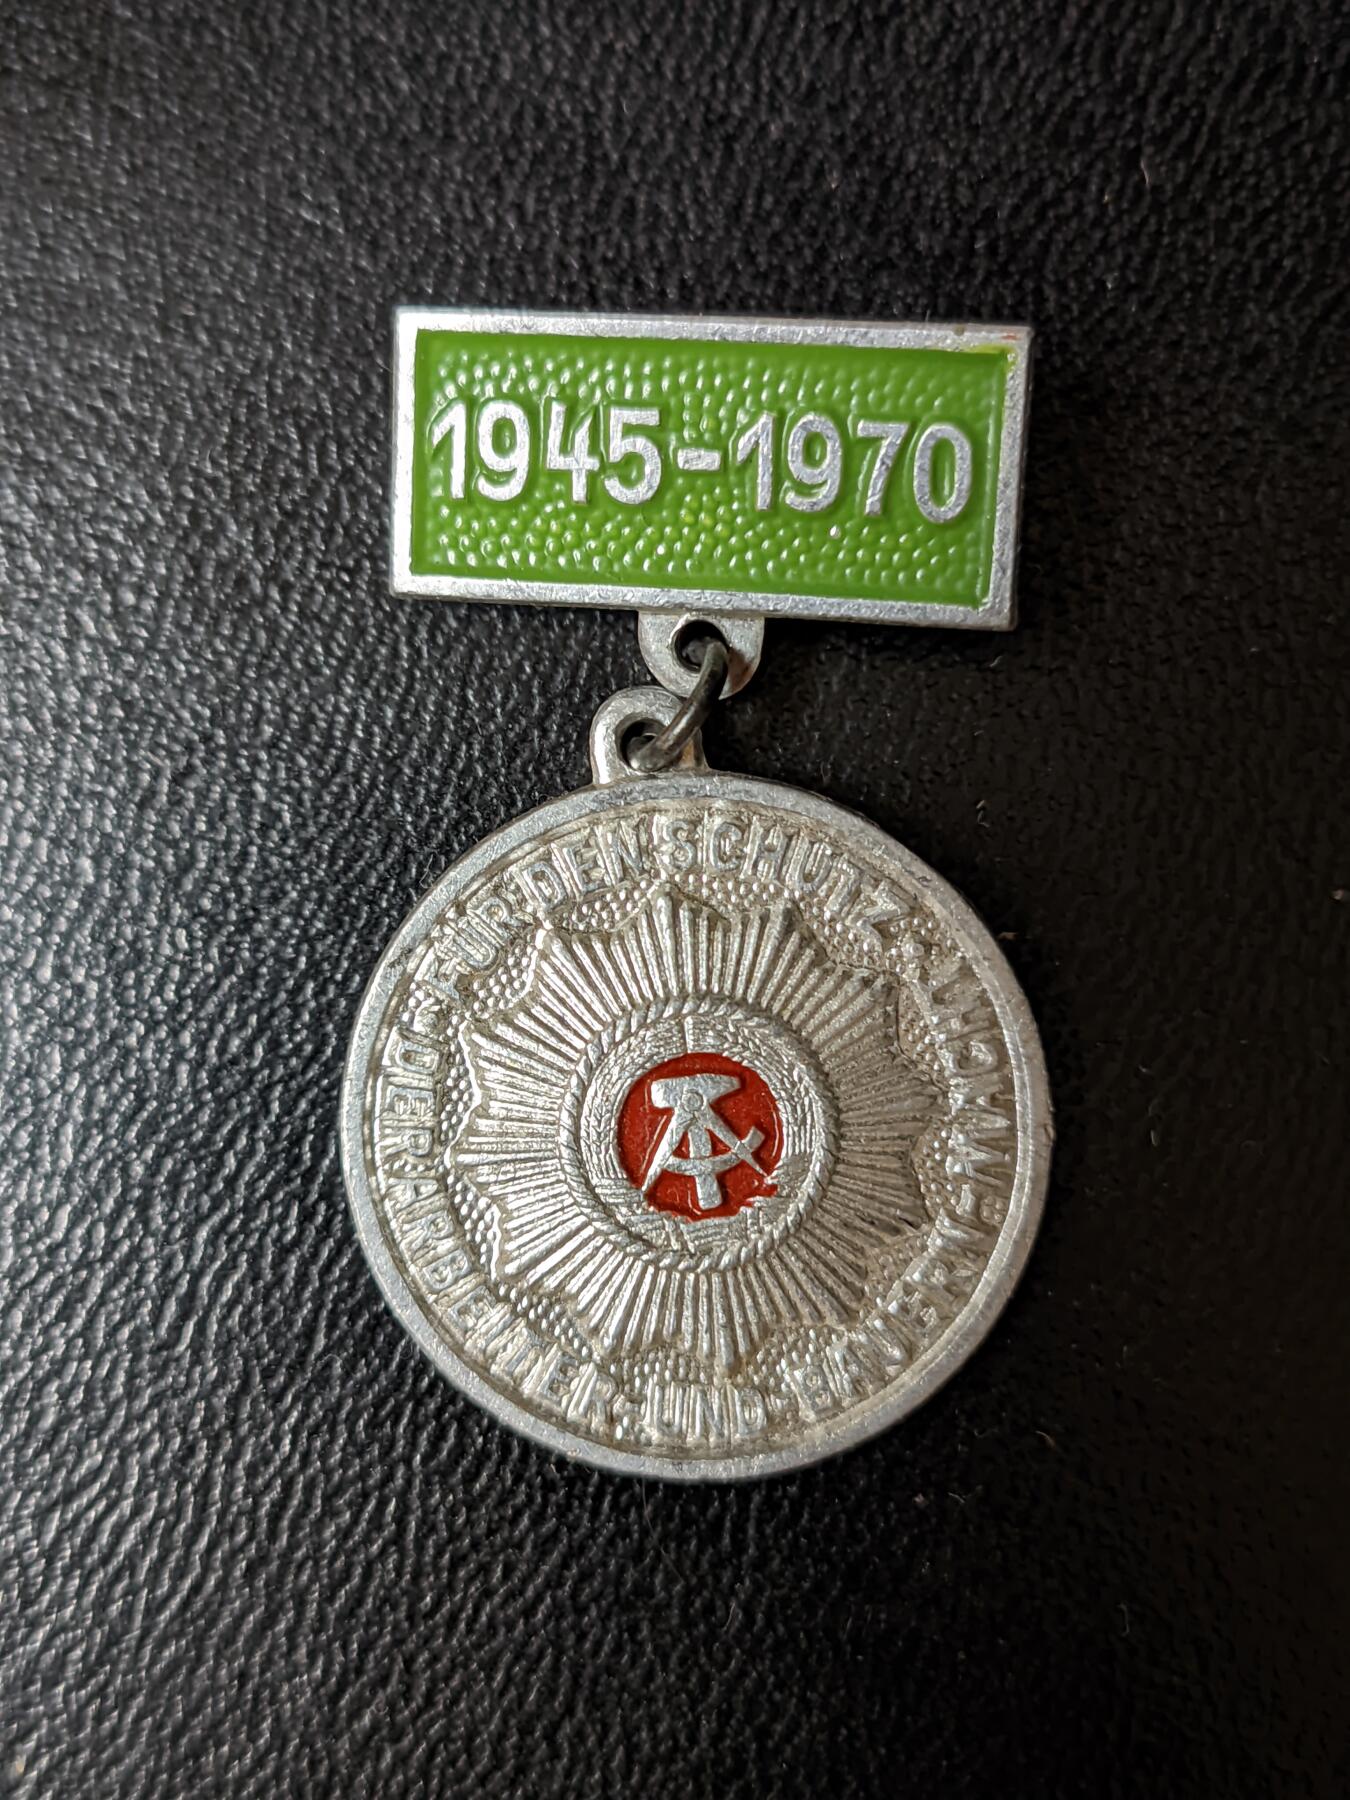 1945-1970
FÜR DEN SCHUTZ
DER ARBEITER-UND-BAUERN-MACHT